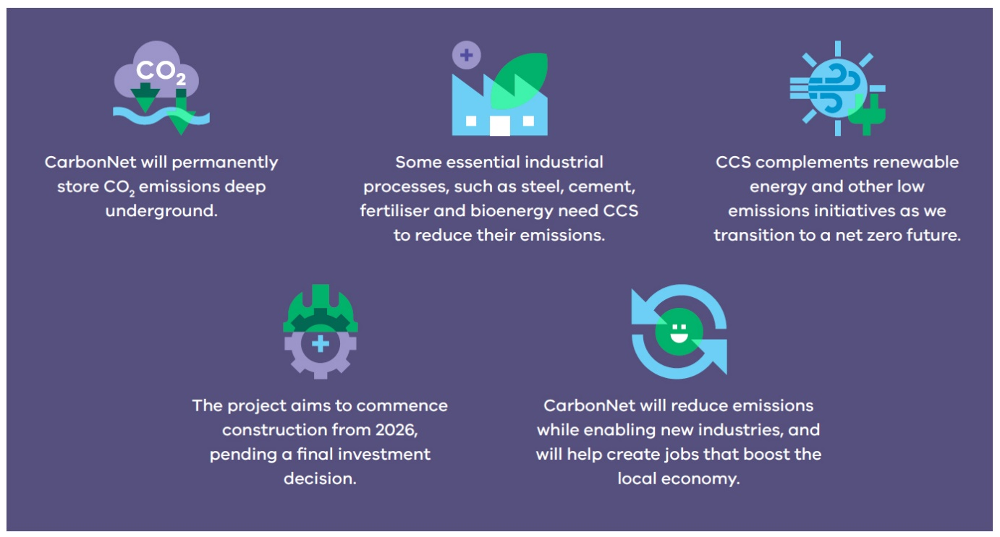 CO₂
CarbonNet will permanently
store CO₂ emissions deep
underground.
Some essential industrial
processes, such as steel, cement,
fertiliser and bioenergy need CCS
to reduce their emissions.
CCS complements renewable
energy and other low
emissions initiatives as we
transition to a net zero future.
The project aims to commence
construction from 2026,
pending a final investment
decision.
CarbonNet will reduce emissions
while enabling new industries, and
will help create jobs that boost the
local economy.